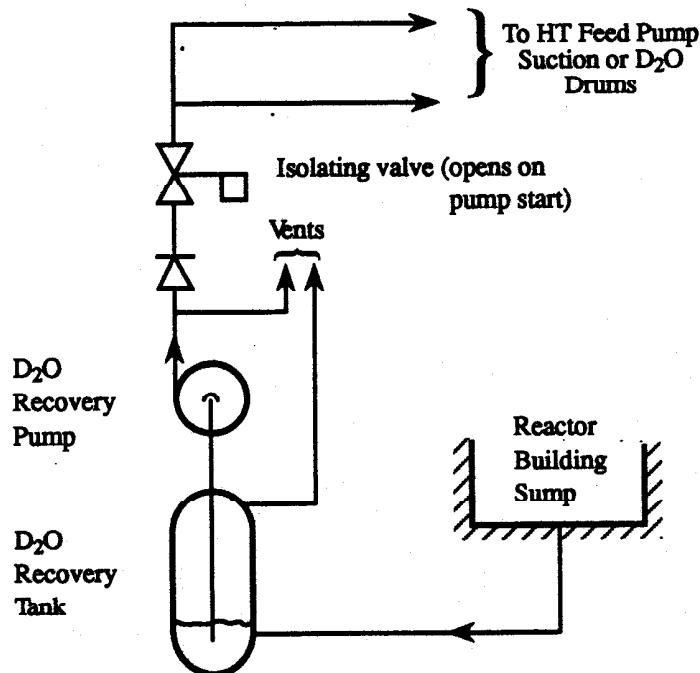 To HT Feed Pump
Suction or D₂O
Drums
Isolating valve (opens on
pump start)
Vents
D₂O
Recovery
Pump
Reactor
Building
Sump
D₂O
Recovery
Tank